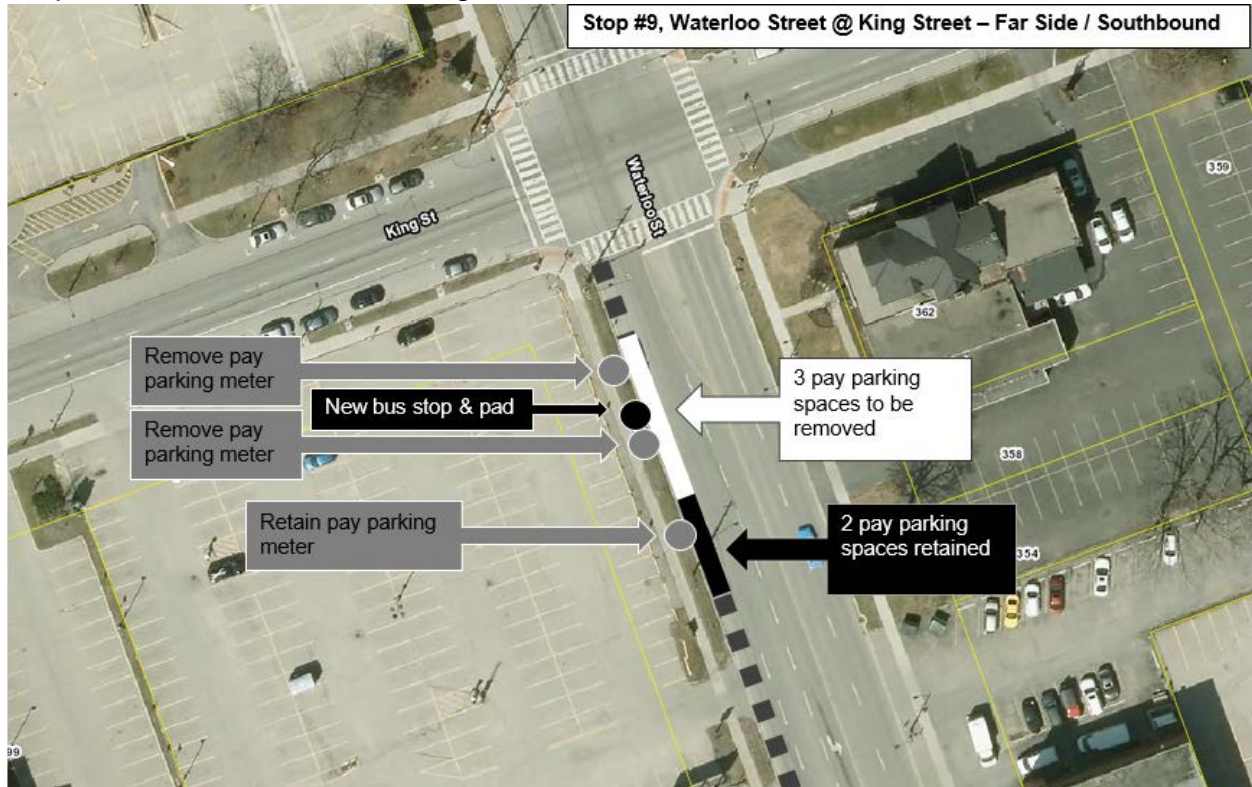 Stop #9, Waterloo Street @ King Street – Far Side / Southbound
359
Waterloo St
King St
362
Remove pay
parking meter
3 pay parking
spaces to be
removed
New bus stop & pad
Remove pay
parking meter
358
Retain pay parking
meter
2 pay parking
spaces retained
354
99